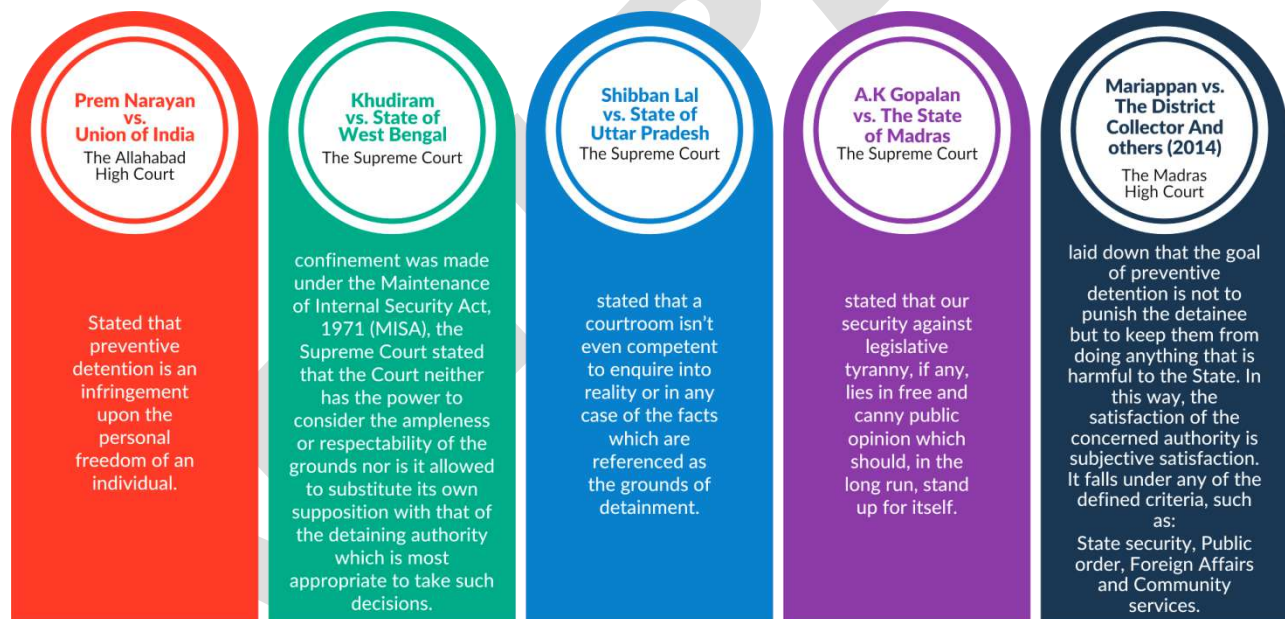 Prem Narayan
vs.
Union of India
The Allahabad
High Court
Stated that
preventive
detention is an
infringement
upon the
personal
freedom of an
individual.
Khudiram
vs. State of
West Bengal
The Supreme Court
confinement was made
under the Maintenance
of Internal Security Act,
1971 (MISA), the
Supreme Court stated
that the Court neither
has the power to
consider the ampleness
or respectability of the
grounds nor is it allowed
to substitute its own
supposition with that of
the detaining authority
which is most
appropriate to take such
decisions.
Shibban Lal
vs. State of
Uttar Pradesh
The Supreme Court
stated that a
courtroom isn't
even competent
to enquire into
reality or in any
case of the facts
which are
referenced as
the grounds of
detainment.
A.K Gopalan
vs. The State
of Madras
The Supreme Court
stated that our
security against
legislative
tyranny, if any,
lies in free and
canny public
opinion which
should, in the
long run, stand
up for itself.
Mariappan vs.
The District
Collector And
others (2014)
The Madras
High Court
laid down that the goal
of preventive
detention is not to
punish the detainee
but to keep them from
doing anything that is
harmful to the State. In
this way, the
satisfaction of the
concerned authority is
subjective satisfaction.
It falls under any of the
defined criteria, such
as:
State security, Public
order, Foreign Affairs
and Community
services.